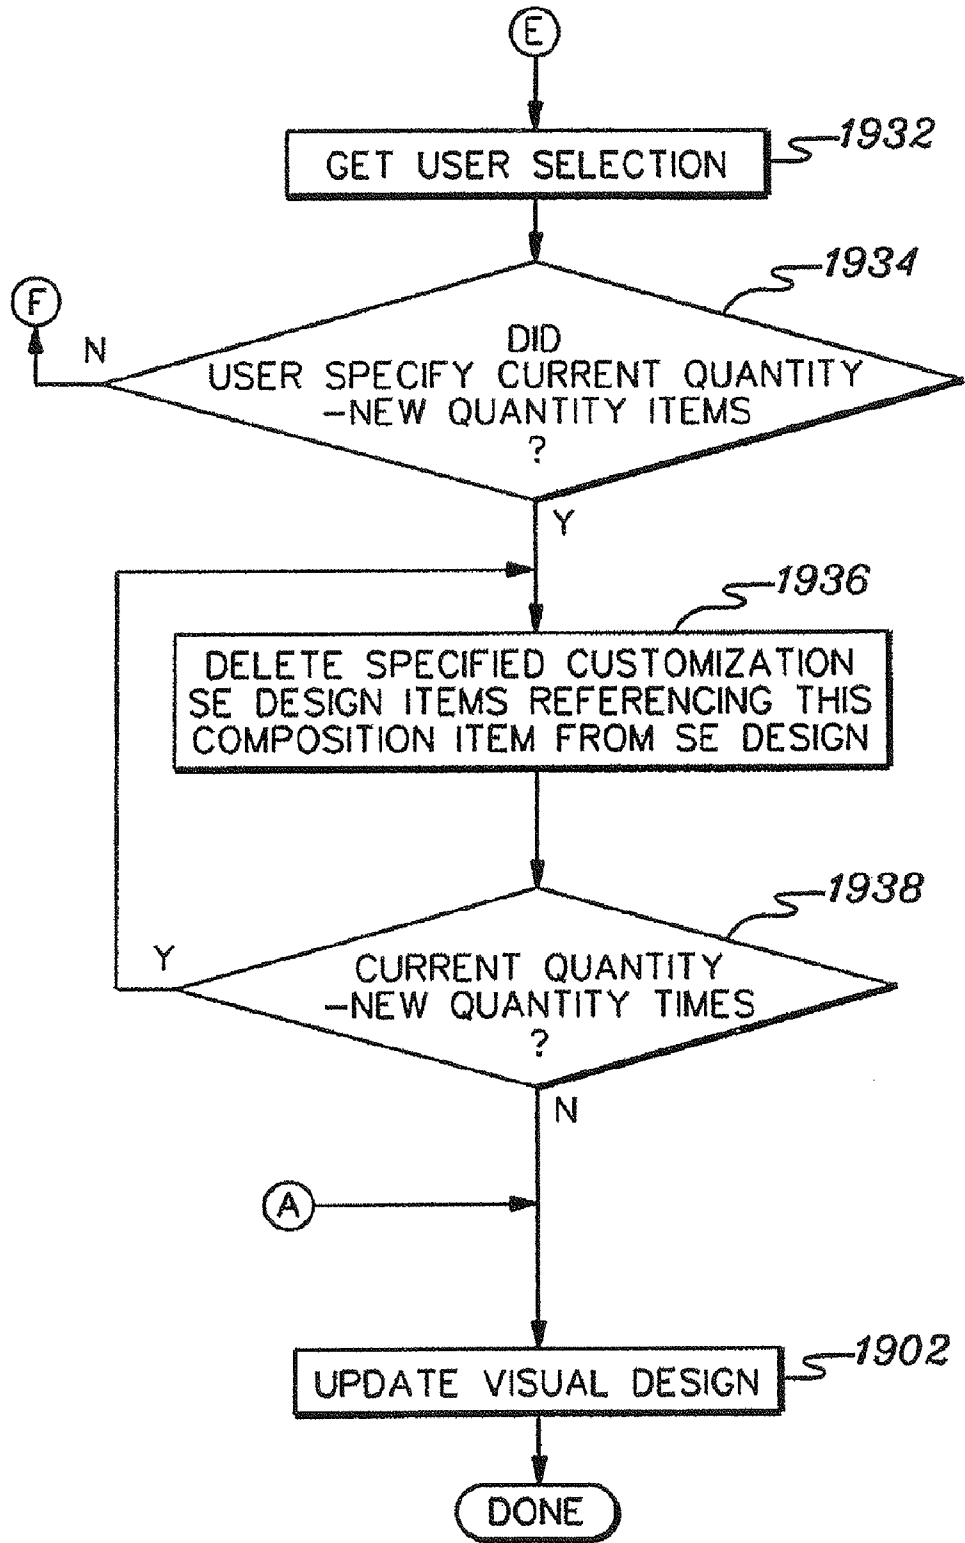 E
GET USER SELECTION
1932
1934
F
N
DID
USER SPECIFY CURRENT QUANTITY
-NEW QUANTITY ITEMS
?
Y
1936
DELETE SPECIFIED CUSTOMIZATION
SE DESIGN ITEMS REFERENCING THIS
COMPOSITION ITEM FROM SE DESIGN
1938
Y
CURRENT QUANTITY
-NEW QUANTITY TIMES
?
N
A
1902
UPDATE VISUAL DESIGN
DONE